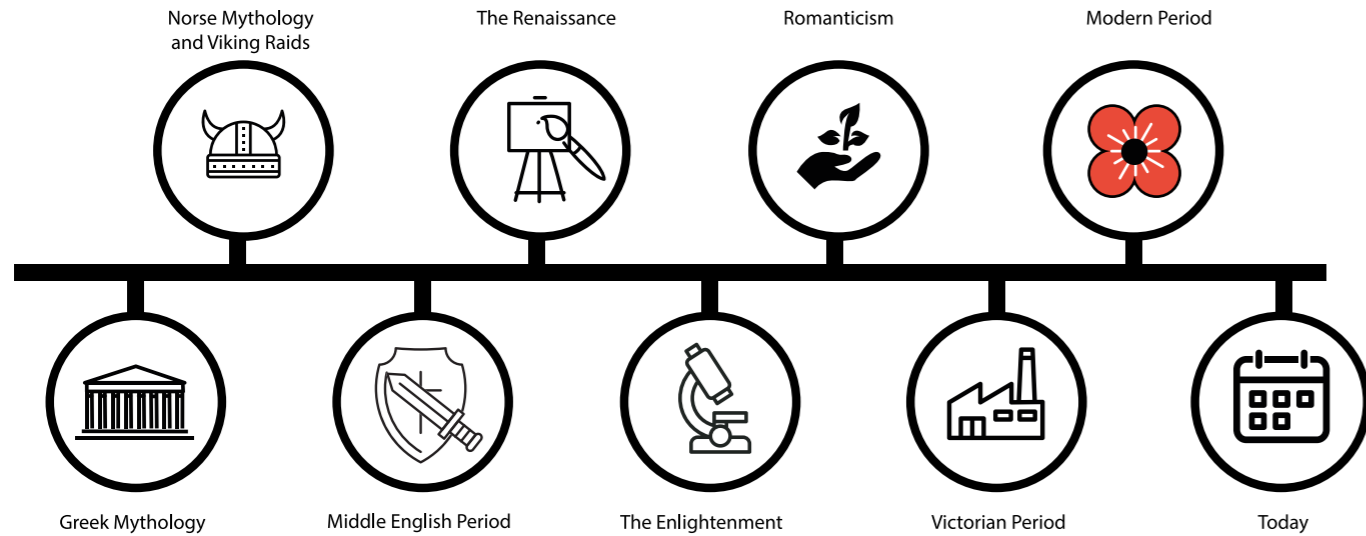 Norse Mythology
and Viking Raids
The Renaissance
Romanticism
Modern Period
Greek Mythology
Middle English Period
The Enlightenment
Victorian Period
Today